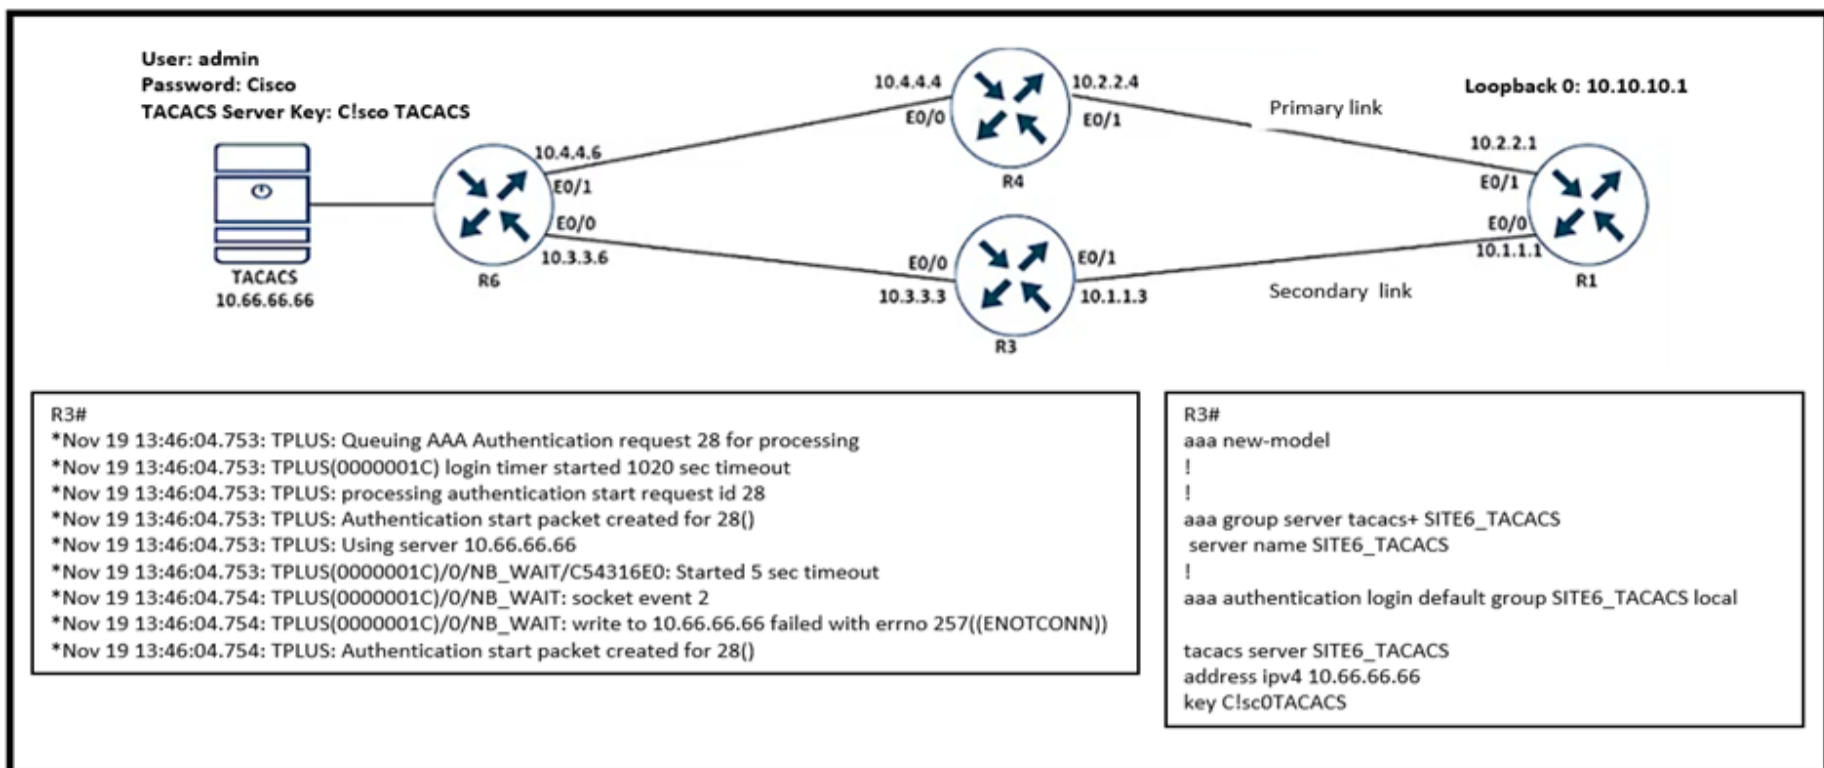 User: admin
Password: Cisco
TACACS Server Key: C!sco TACACS
TACACS
10.66.66.66
10.4.4.6
E0/1
E0/0
10.3.3.6
R6
10.4.4.4
E0/0
10.2.2.4
E0/1
R4
E0/0
10.3.3.3
E0/1
10.1.1.3
R3
Primary link
Secondary link
Loopback 0: 10.10.10.1
10.2.2.1
E0/1
E0/0
10.1.1.1
R1
R3#
*Nov 19 13:46:04.753: TPLUS: Queuing AAA Authentication request 28 for processing
*Nov 19 13:46:04.753: TPLUS(0000001C) login timer started 1020 sec timeout
*Nov 19 13:46:04.753: TPLUS: processing authentication start request id 28
*Nov 19 13:46:04.753: TPLUS: Authentication start packet created for 28()
*Nov 19 13:46:04.753: TPLUS: Using server 10.66.66.66
*Nov 19 13:46:04.753: TPLUS(0000001C)/0/NB_WAIT/C54316E0: Started 5 sec timeout
*Nov 19 13:46:04.754: TPLUS(0000001C)/0/NB_WAIT: socket event 2
*Nov 19 13:46:04.754: TPLUS(0000001C)/0/NB_WAIT: write to 10.66.66.66 failed with errno 257((ENOTCONN))
*Nov 19 13:46:04.754: TPLUS: Authentication start packet created for 28()
R3#
aaa new-model
!
!
aaa group server tacacs+ SITE6_TACACS
server name SITE6_TACACS
!
aaa authentication login default group SITE6_TACACS local
tacacs server SITE6_TACACS
address ipv4 10.66.66.66
key C!sc0TACACS